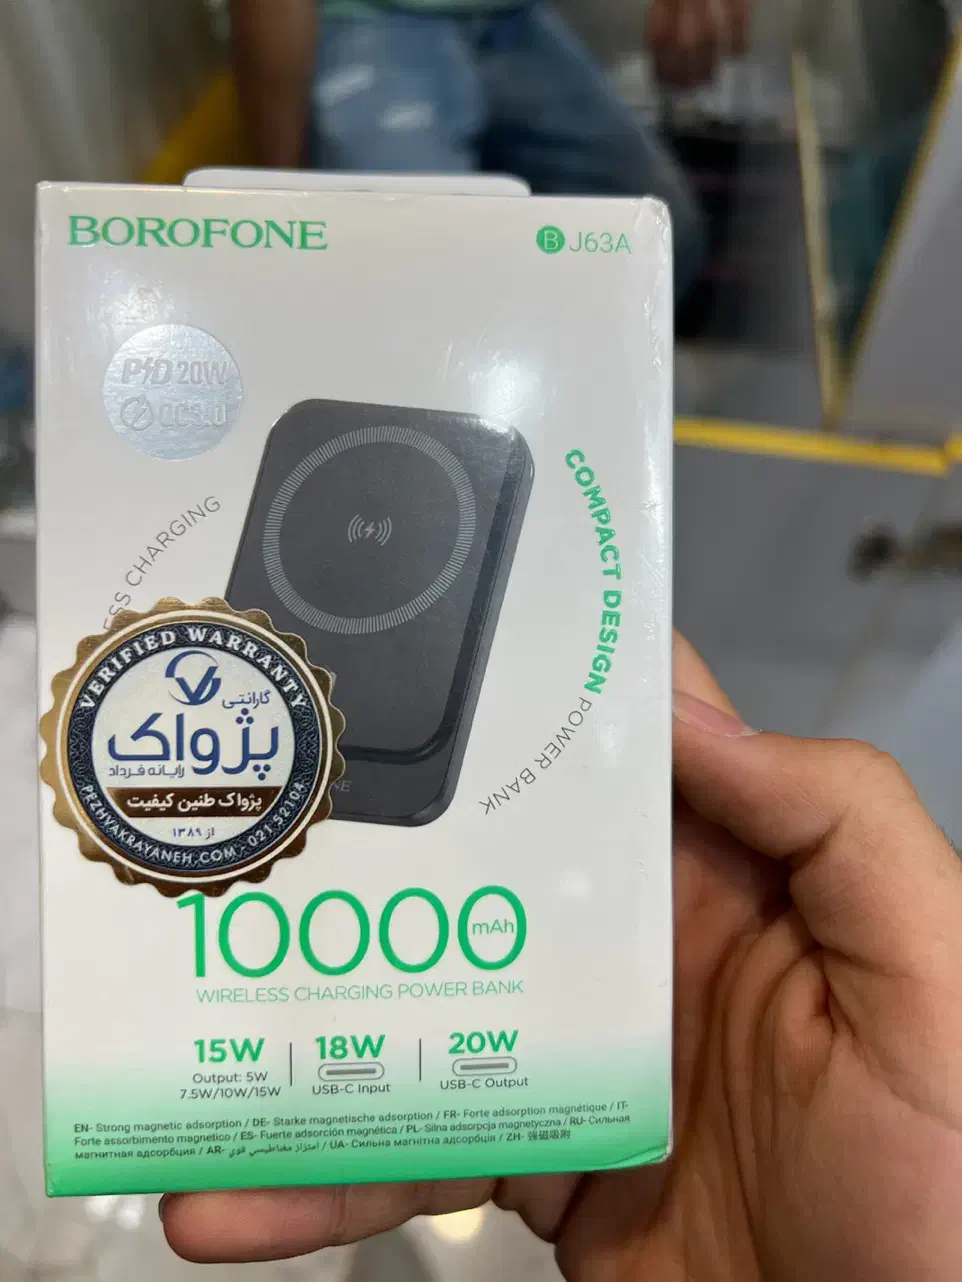 BOROFONE
B J63A
PD 20W
QC3.0
CHARGING
COMPACT DESIGN POWER BANK
VERIFIED WARRANTY
گارانتی
پژواک
رایانه فرداد
پژواک طنین کیفیت
از ۱۳۸۹
PEZHVAKRAYANEH.COM - 021.52104
10000 mAh
WIRELESS CHARGING POWER BANK
15W
Output: 5W
7.5W/10W/15W
18W
USB-C Input
20W
USB-C Output
EN- Strong magnetic adsorption / DE- Starke magnetische adsorption / FR- Forte adsorption magnétique / IT-
Forte assorbimento magnetico / ES- Fuerte adsorción magnética / PL- Silna adsorpcja magnetyczna / RU- Сильная
магнитная адсорбция / AR- امتزاز مغناطيسي قوي / UA- Сильна магнітна адсорбція / ZH- 强磁吸附